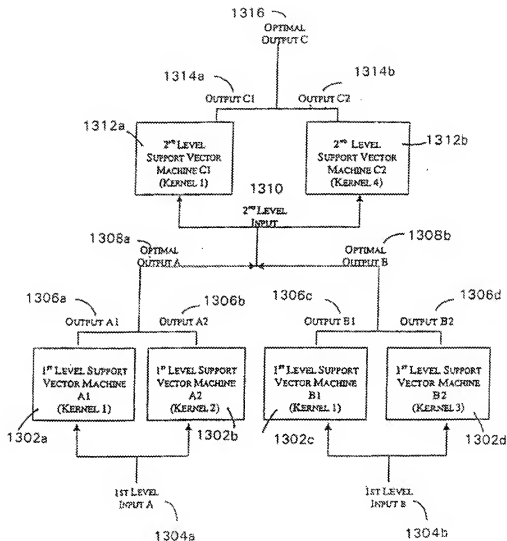 1316
OPTIMAL
OUTPUT C
1314a
1314b
OUTPUT C1
OUTPUT C2
1312a
1312b
2ND LEVEL
SUPPORT VECTOR
MACHINE C1
(KERNEL 1)
2ND LEVEL
SUPPORT VECTOR
MACHINE C2
(KERNEL 4)
1310
2ND LEVEL
INPUT
1308a
1308b
OPTIMAL
OUTPUT A
OPTIMAL
OUTPUT B
1306a
1306b
1306c
1306d
OUTPUT A1
OUTPUT A2
OUTPUT B1
OUTPUT B2
1ST LEVEL SUPPORT
VECTOR MACHINE
A1
(KERNEL 1)
1ST LEVEL SUPPORT
VECTOR MACHINE
A2
(KERNEL 2)
1ST LEVEL SUPPORT
VECTOR MACHINE
B1
(KERNEL 1)
1ST LEVEL SUPPORT
VECTOR MACHINE
B2
(KERNEL 3)
1302a
1302b
1302c
1302d
1ST LEVEL
INPUT A
1ST LEVEL
INPUT B
1304a
1304b